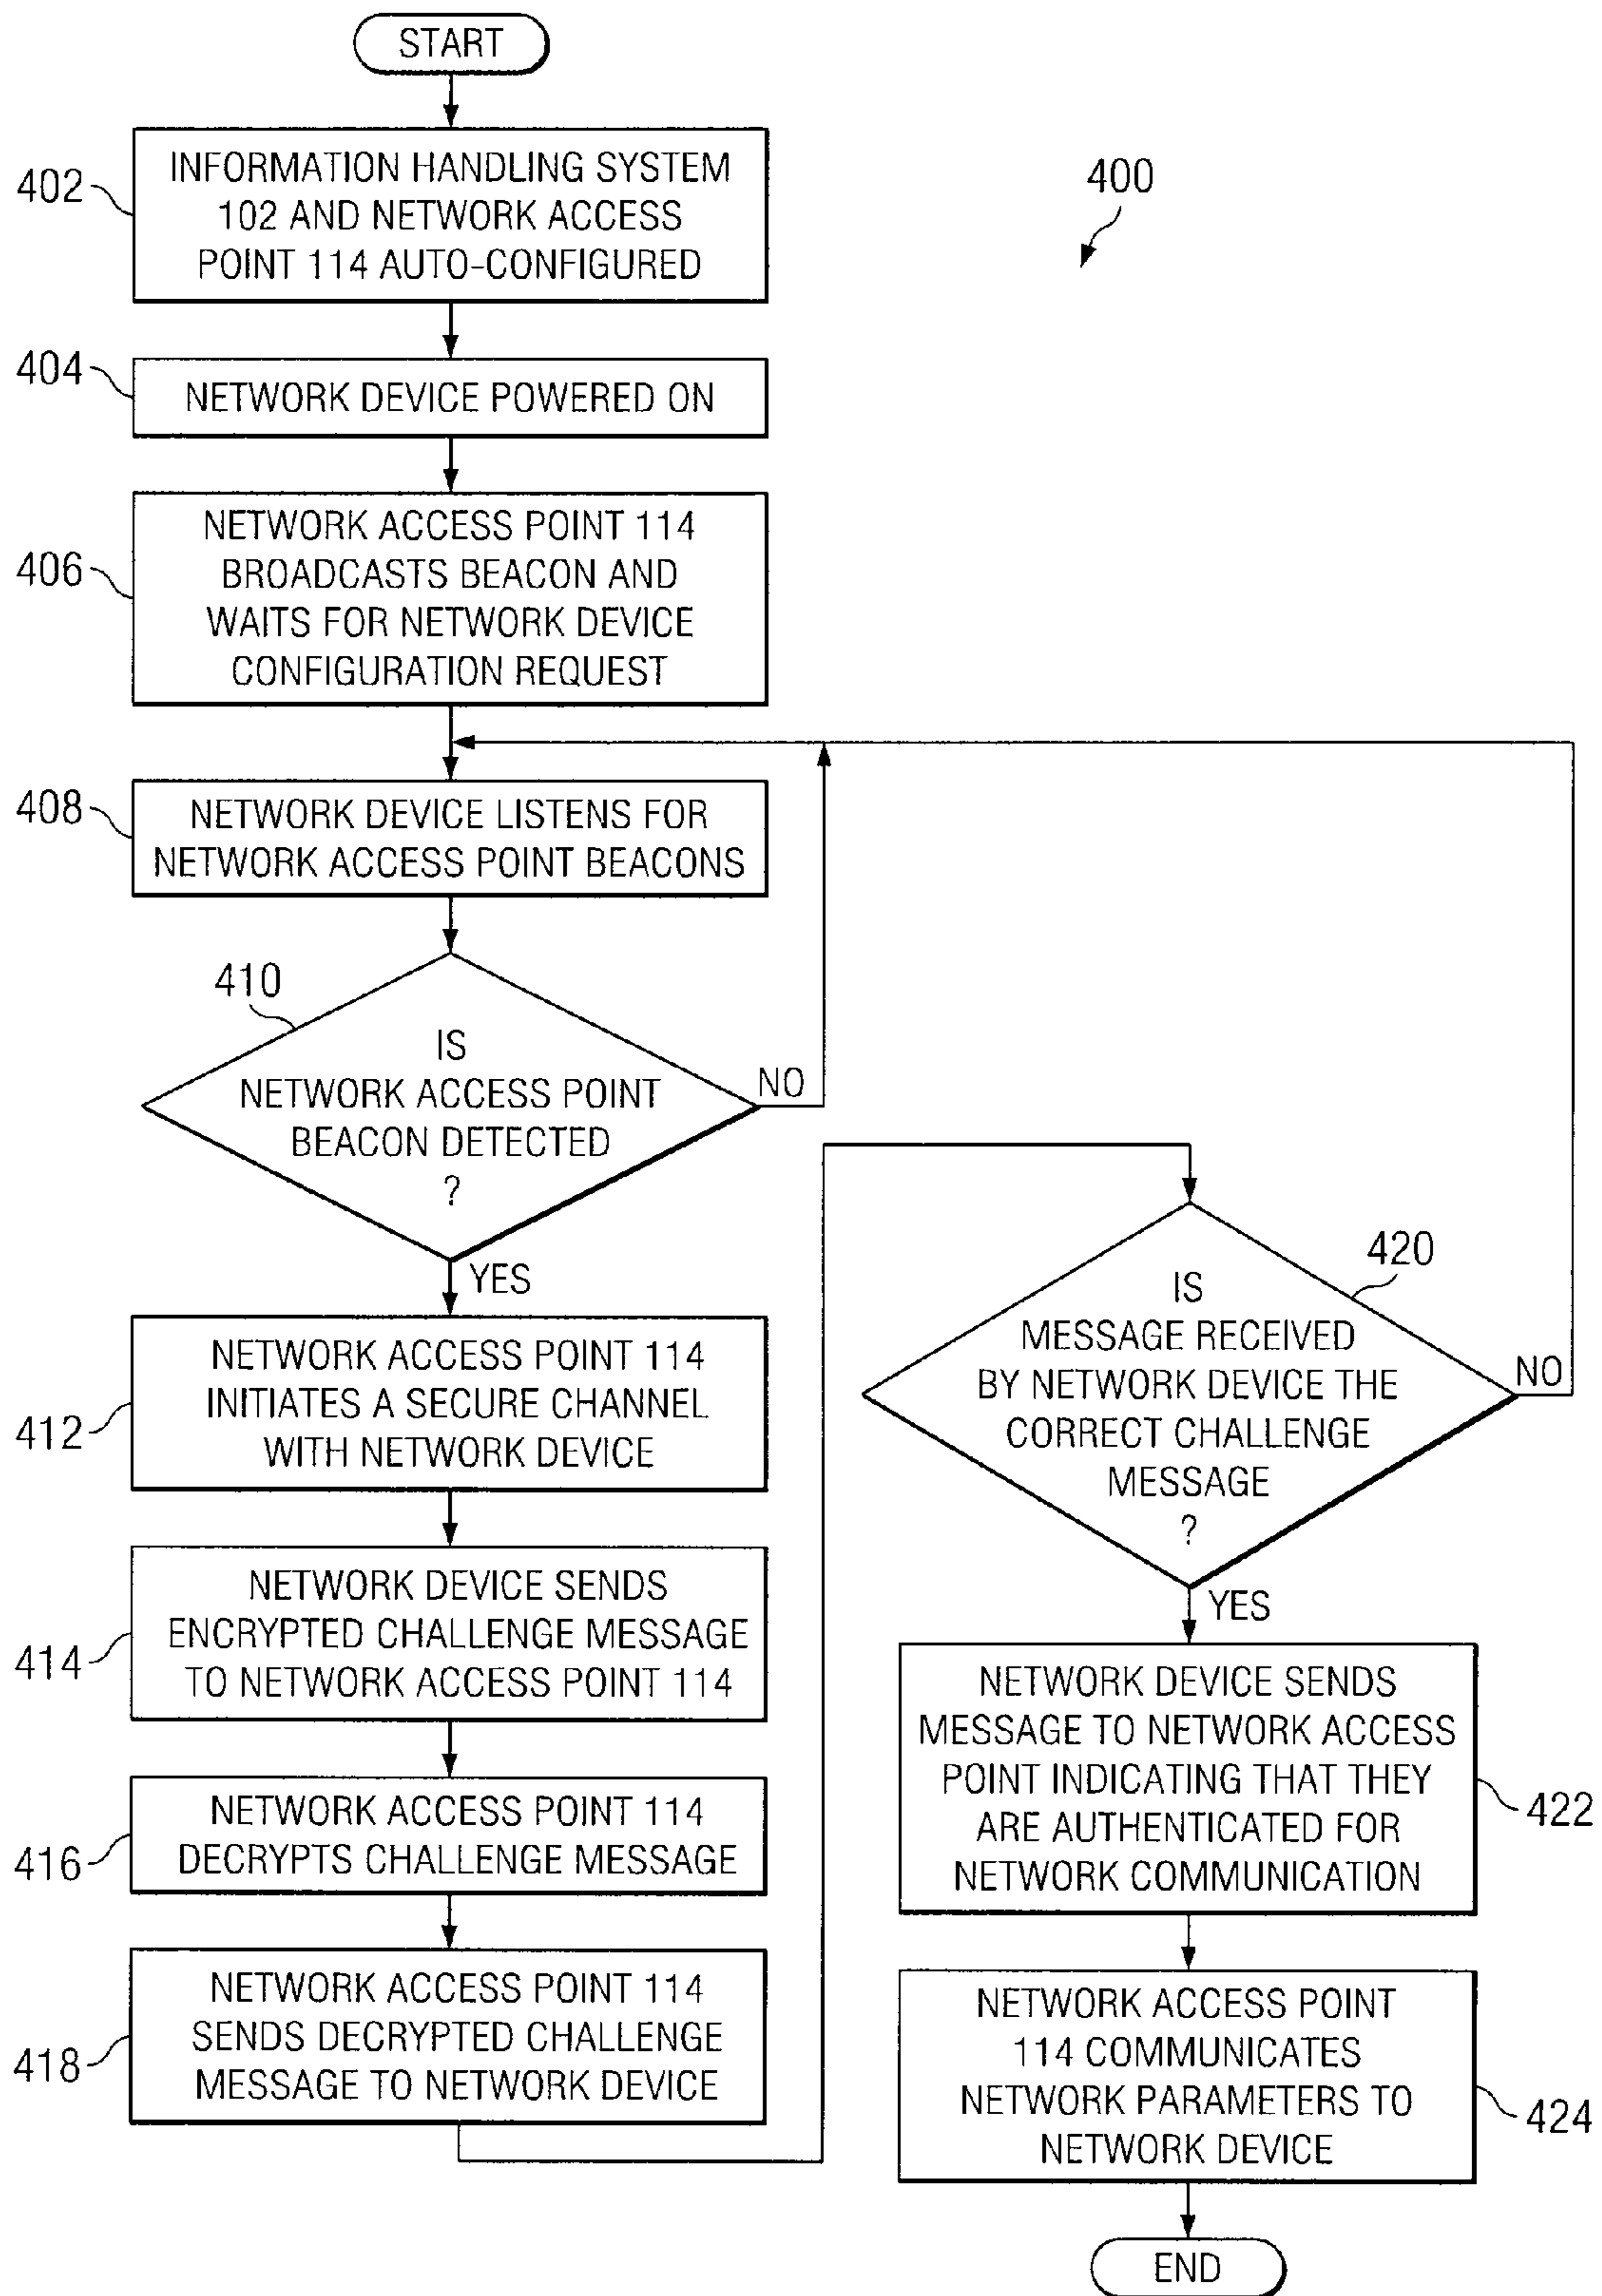 START
402
INFORMATION HANDLING SYSTEM
102 AND NETWORK ACCESS
POINT 114 AUTO-CONFIGURED
400
404
NETWORK DEVICE POWERED ON
406
NETWORK ACCESS POINT 114
BROADCASTS BEACON AND
WAITS FOR NETWORK DEVICE
CONFIGURATION REQUEST
408
NETWORK DEVICE LISTENS FOR
NETWORK ACCESS POINT BEACONS
410
IS
NETWORK ACCESS POINT
BEACON DETECTED
?
NO
YES
412
NETWORK ACCESS POINT 114
INITIATES A SECURE CHANNEL
WITH NETWORK DEVICE
414
NETWORK DEVICE SENDS
ENCRYPTED CHALLENGE MESSAGE
TO NETWORK ACCESS POINT 114
416
NETWORK ACCESS POINT 114
DECRYPTS CHALLENGE MESSAGE
418
NETWORK ACCESS POINT 114
SENDS DECRYPTED CHALLENGE
MESSAGE TO NETWORK DEVICE
420
IS
MESSAGE RECEIVED
BY NETWORK DEVICE THE
CORRECT CHALLENGE
MESSAGE
?
NO
YES
NETWORK DEVICE SENDS
MESSAGE TO NETWORK ACCESS
POINT INDICATING THAT THEY
ARE AUTHENTICATED FOR
NETWORK COMMUNICATION
422
NETWORK ACCESS POINT
114 COMMUNICATES
NETWORK PARAMETERS TO
NETWORK DEVICE
424
END